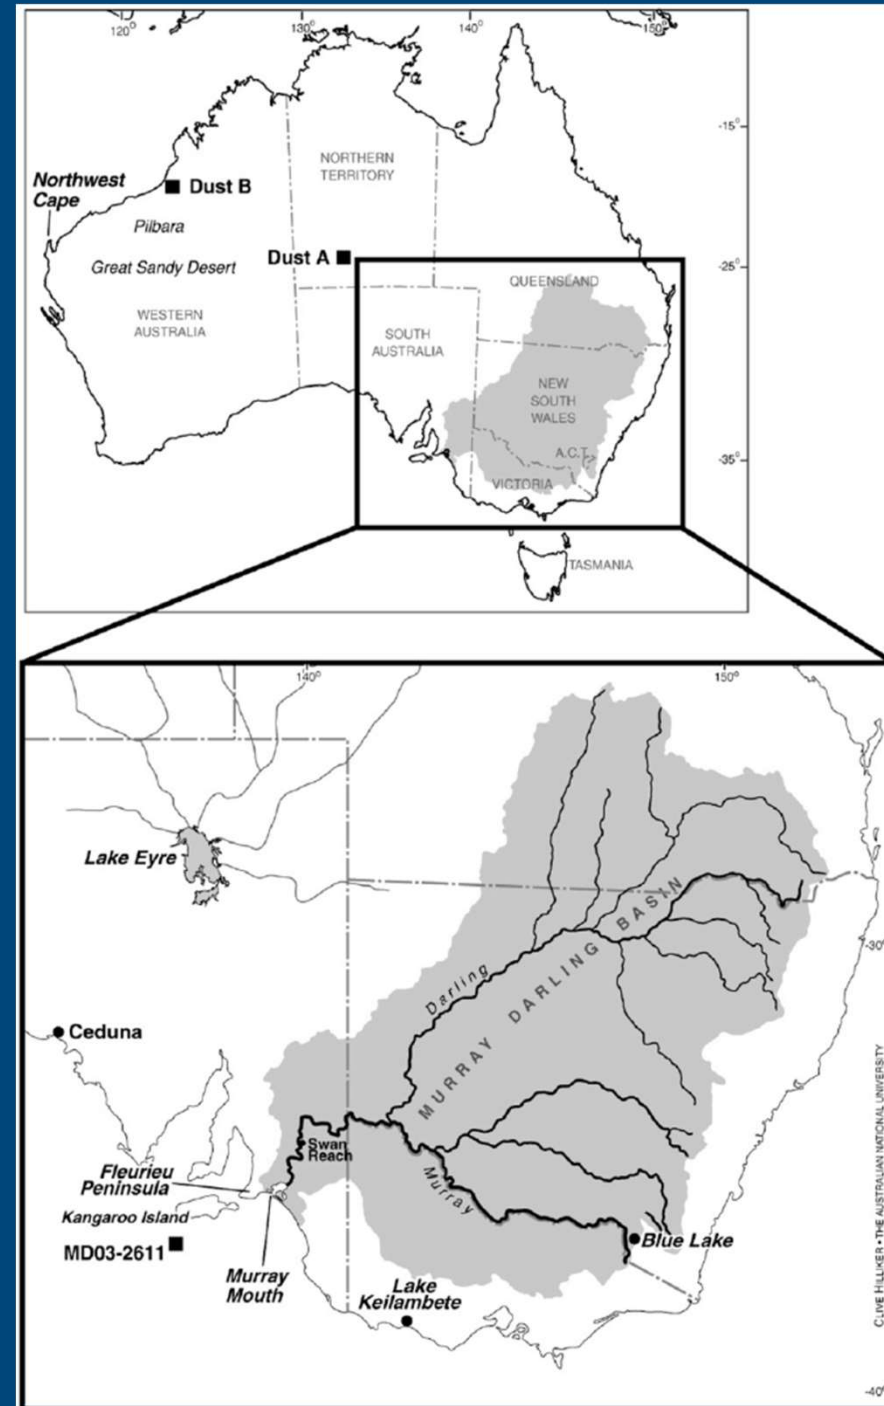 120°
130°
140°
150°
-15°
NORTHERN
TERRITORY
Northwest
Cape
Dust B
Pilbara
Great Sandy Desert
Dust A
-25°
QUEENSLAND
WESTERN
AUSTRALIA
SOUTH
AUSTRALIA
NEW
SOUTH
WALES
A.C.T.
-35°
VICTORIA
TASMANIA
140°
150°
Lake Eyre
-30°
Darling
MURRAY DARLING BASIN
Ceduna
Swan
Reach
Fleurieu
Peninsula
Murray
Kangaroo Island
MD03-2611
Blue Lake
Murray
Mouth
Lake
Keilambete
-40°
CLIVE HILLIKER • THE AUSTRALIAN NATIONAL UNIVERSITY